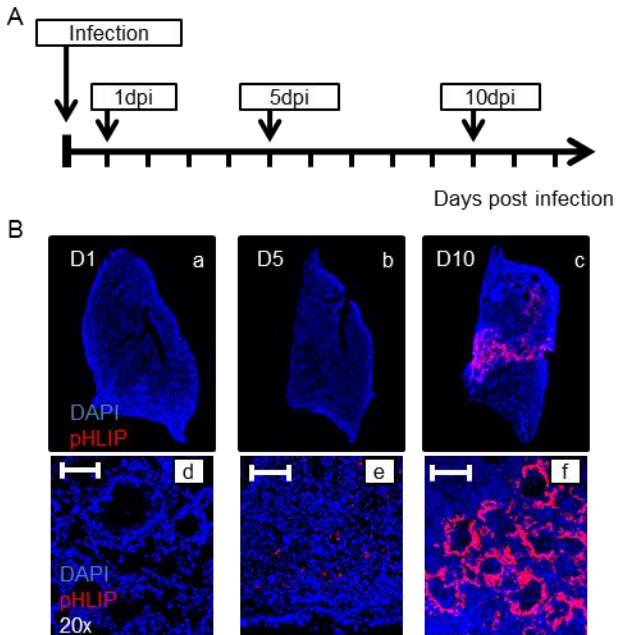 A
Infection
1dpi
5dpi
10dpi
Days post infection
B
D1
a
D5
b
D10
c
DAPI
pHLIP
d
e
f
DAPI
pHLIP
20x